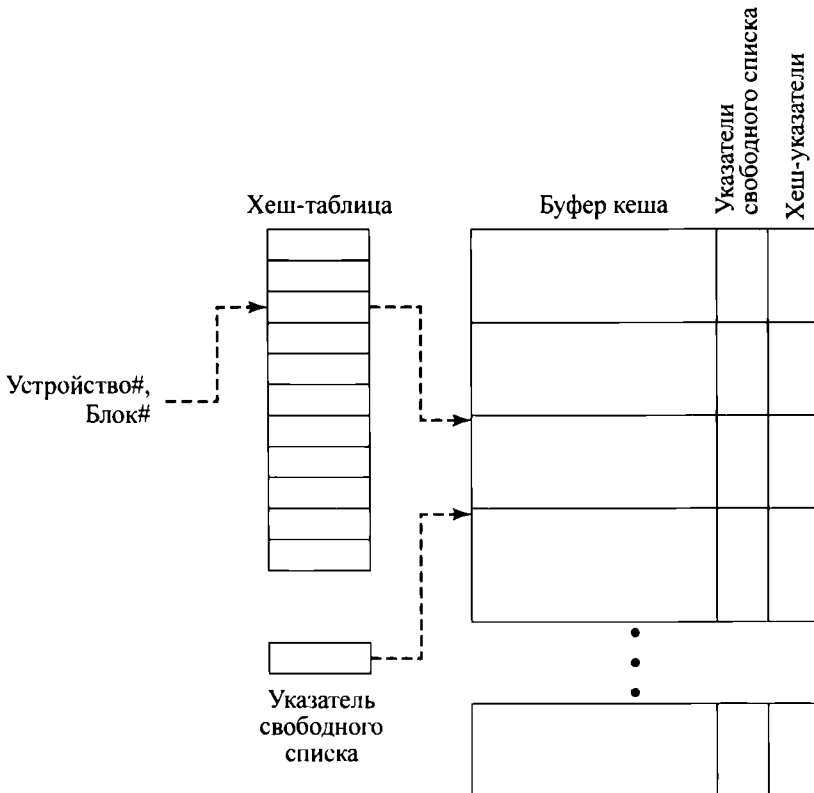 Указатели
свободного списка
Хеш-указатели
Хеш-таблица
Буфер кеша
Устройство#,
Блок#
Указатель
свободного
списка